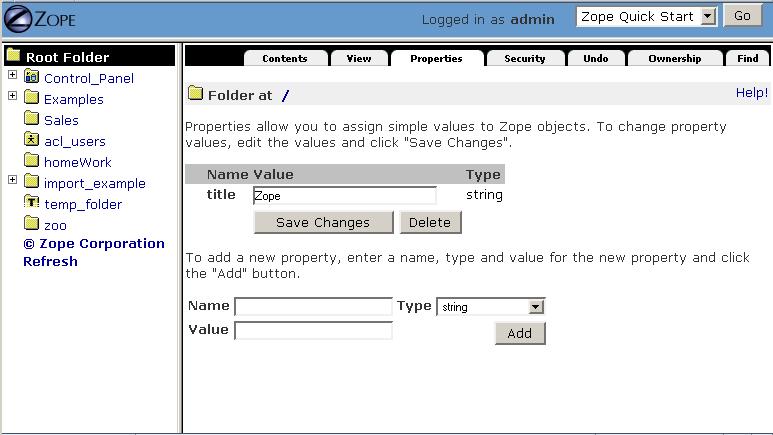 ZOPE
Logged in as admin
Zope Quick Start
Go
Root Folder
Control_Panel
Examples
Sales
acl_users
homeWork
import_example
temp_folder
zoo
© Zope Corporation
Refresh
Contents View Properties Security Undo Ownership Find
Folder at /
Help!
Properties allow you to assign simple values to Zope objects. To change property
values, edit the values and click "Save Changes".
Name Value Type
title Zope string
Save Changes Delete
To add a new property, enter a name, type and value for the new property and click
the "Add" button.
Name Type string
Value Add